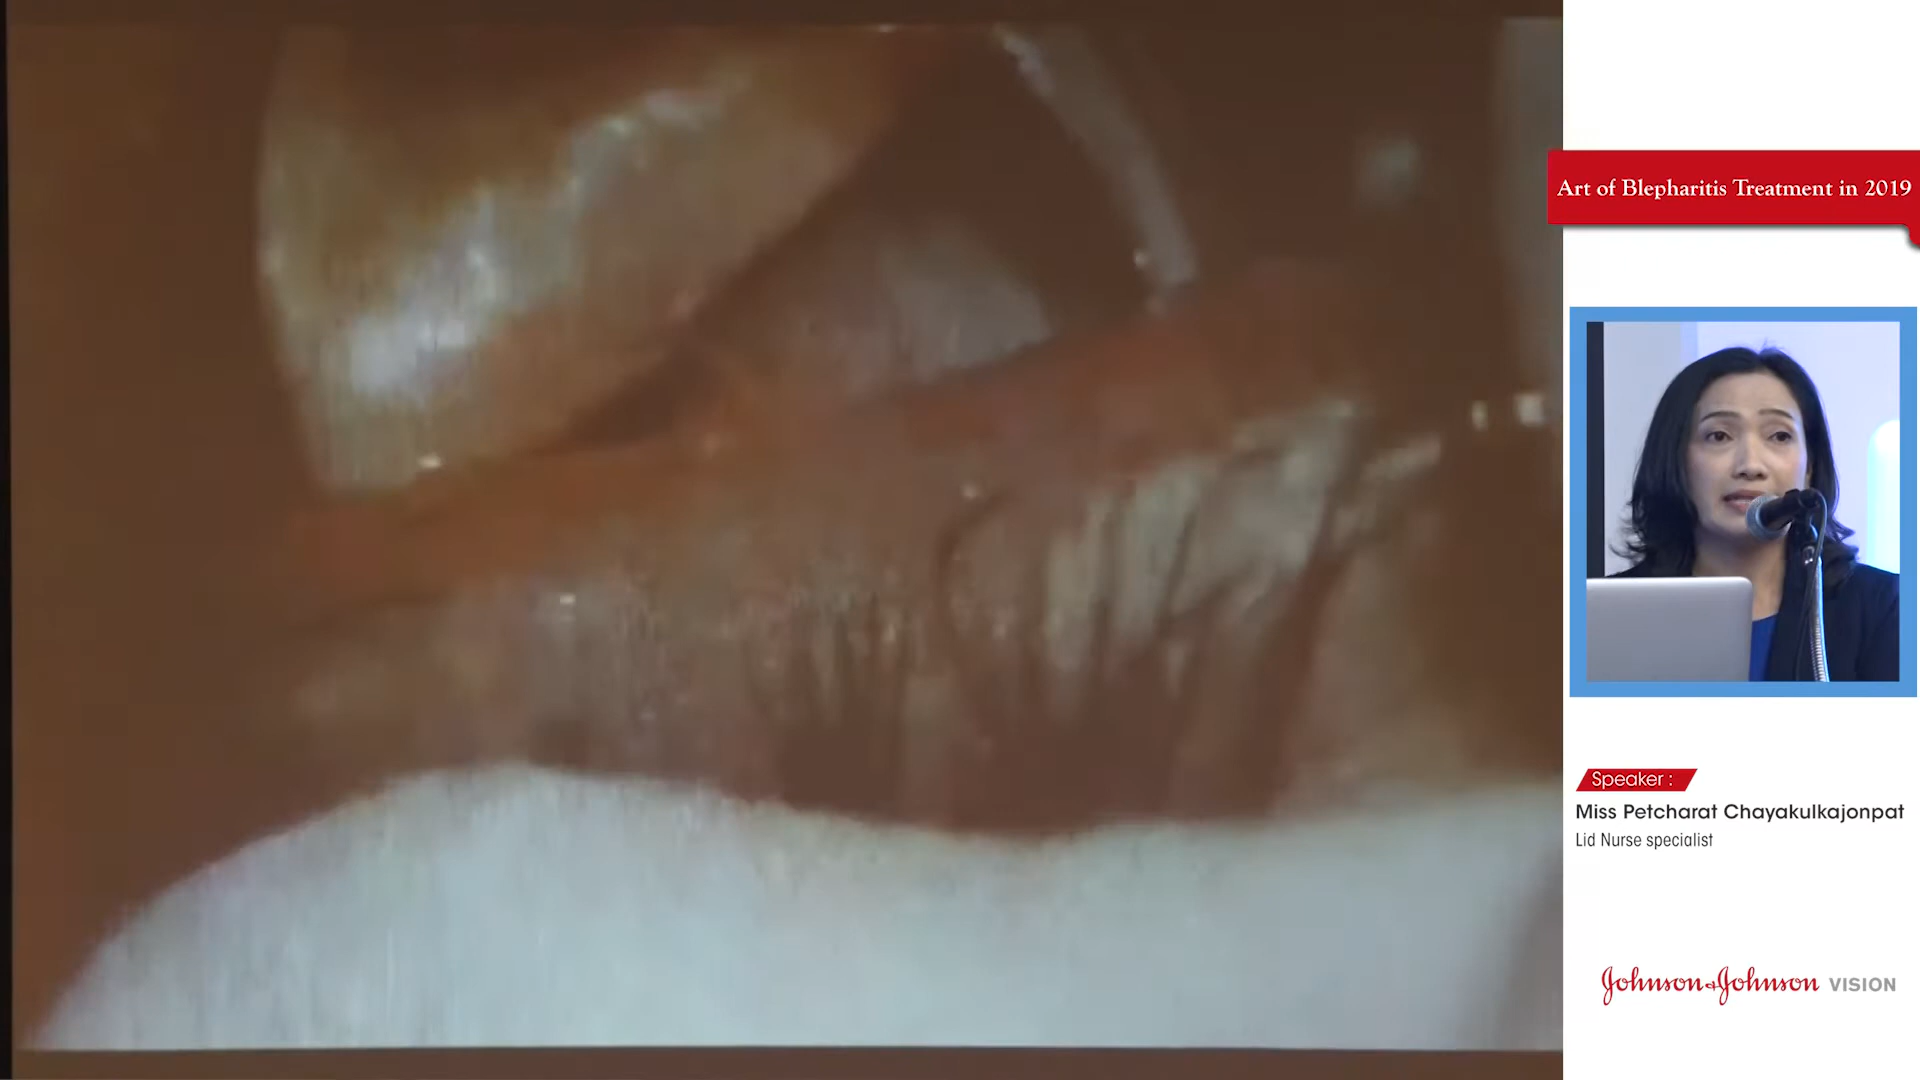 Art of Blepharitis Treatment in 2019
Speaker :
Miss Petcharat Chayakulkajonpat
Lid Nurse specialist
Johnson & Johnson VISION